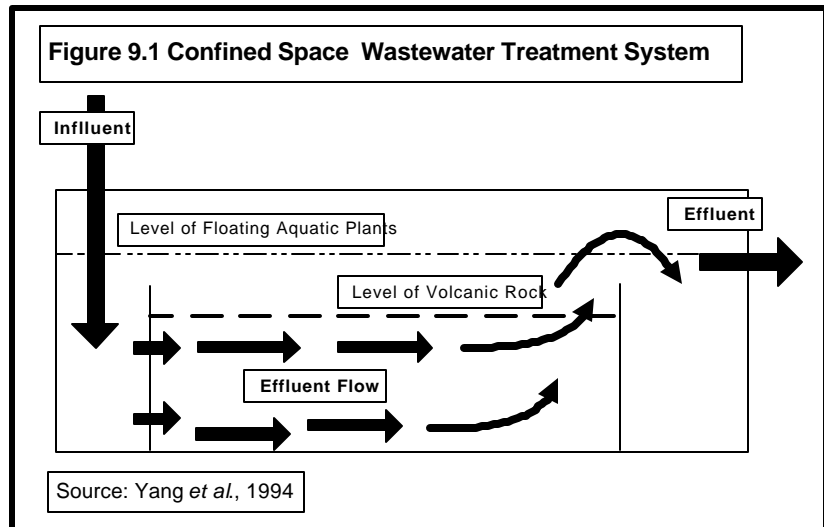 Figure 9.1 Confined Space Wastewater Treatment System
Inflluent
Level of Floating Aquatic Plants
Effluent
Level of Volcanic Rock
Effluent Flow
Source: Yang et al., 1994